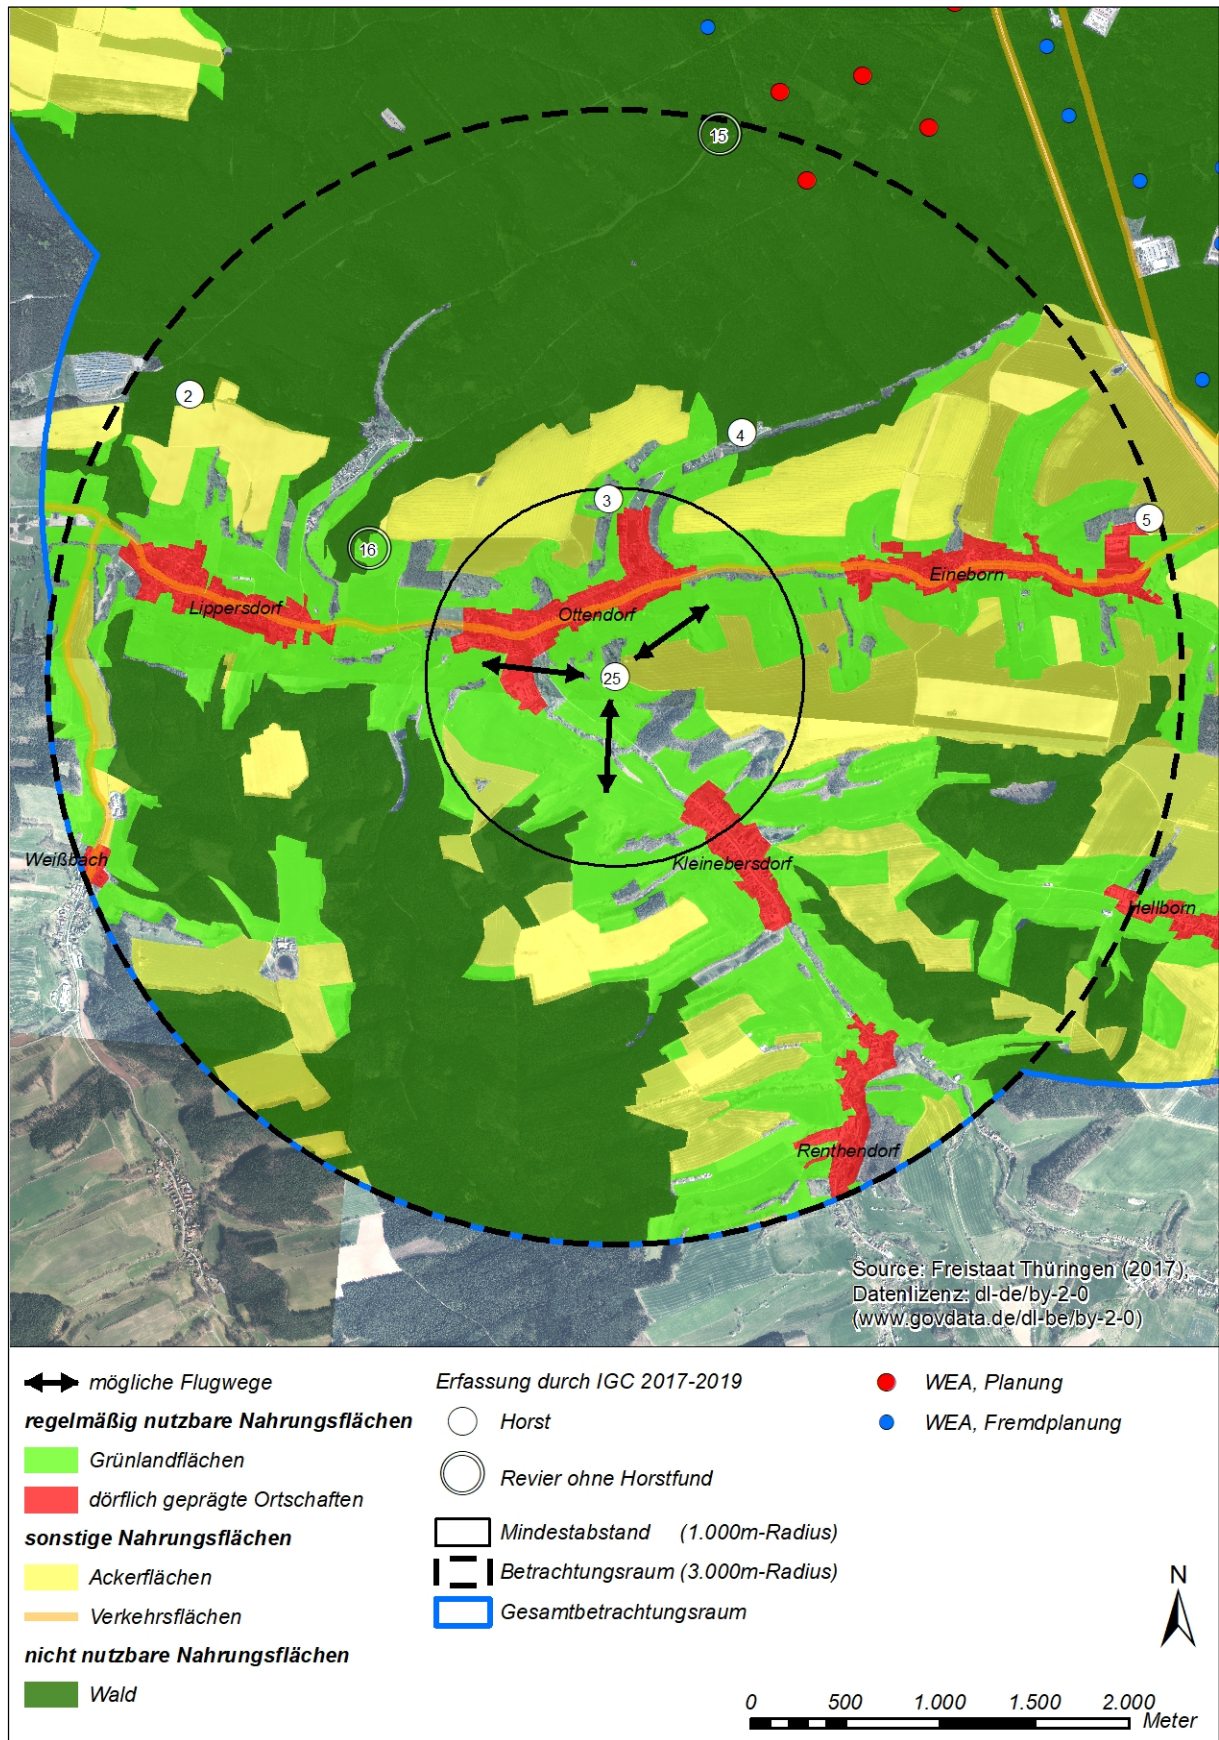 15
2
4
3
5
16
Eineborn
Lippersdorf
Ottendorf
25
Weißbach
Kleinebersdorf
Hellborn
Renthendorf
Source: Freistaat Thüringen (2017),
Datenlizenz: dl-de/by-2-0
(www.govdata.de/dl-be/by-2-0)
mögliche Flugwege
regelmäßig nutzbare Nahrungsflächen
Grünlandflächen
dörflich geprägte Ortschaften
sonstige Nahrungsflächen
Ackerflächen
Verkehrsflächen
nicht nutzbare Nahrungsflächen
Wald
Erfassung durch IGC 2017-2019
Horst
Revier ohne Horstfund
Mindestabstand (1.000m-Radius)
Betrachtungsraum (3.000m-Radius)
Gesamtbetrachtungsraum
WEA, Planung
WEA, Fremdplanung
N
0 500 1.000 1.500 2.000
Meter